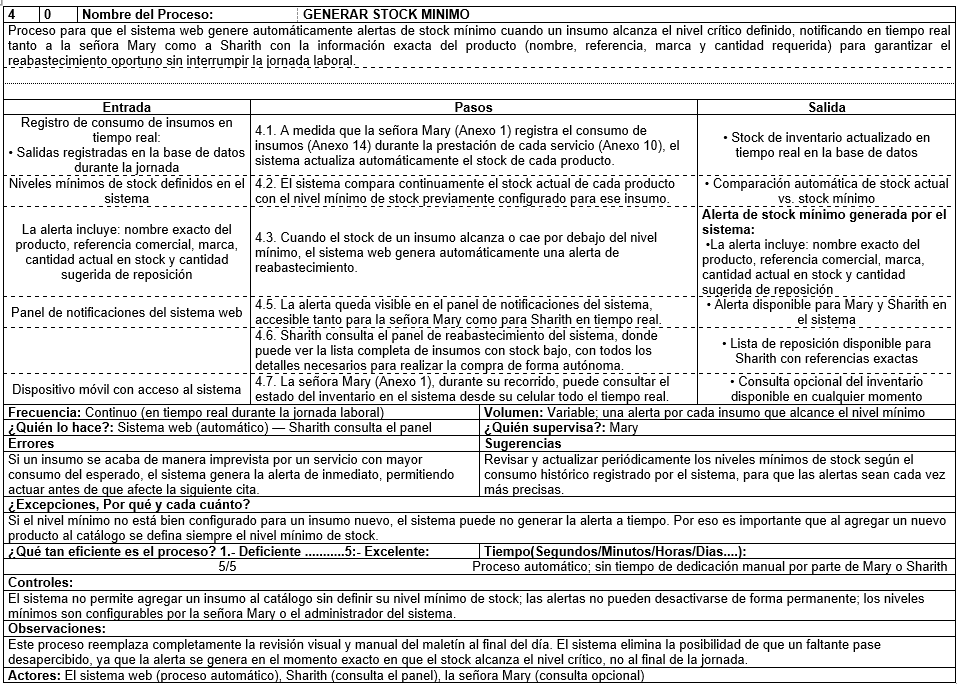 4 0 Nombre del Proceso: GENERAR STOCK MINIMO
Proceso para que el sistema web genere automáticamente alertas de stock mínimo cuando un insumo alcanza el nivel crítico definido, notificando en tiempo real
tanto a la señora Mary como a Sharith con la información exacta del producto (nombre, referencia, marca y cantidad requerida) para garantizar el
reabastecimiento oportuno sin interrumpir la jornada laboral.
Entrada Pasos Salida
Registro de consumo de insumos en
tiempo real:
• Salidas registradas en la base de datos
durante la jornada
4.1. A medida que la señora Mary (Anexo 1) registra el consumo de
insumos (Anexo 14) durante la prestación de cada servicio (Anexo 10), el
sistema actualiza automáticamente el stock de cada producto.
• Stock de inventario actualizado en
tiempo real en la base de datos
Niveles mínimos de stock definidos en el
sistema
4.2. El sistema compara continuamente el stock actual de cada producto
con el nivel mínimo de stock previamente configurado para ese insumo.
• Comparación automática de stock actual
vs. stock mínimo
La alerta incluye: nombre exacto del
producto, referencia comercial, marca,
cantidad actual en stock y cantidad
sugerida de reposición
4.3. Cuando el stock de un insumo alcanza o cae por debajo del nivel
mínimo, el sistema web genera automáticamente una alerta de
reabastecimiento.
Alerta de stock mínimo generada por el
sistema:
•La alerta incluye: nombre exacto del
producto, referencia comercial, marca,
cantidad actual en stock y cantidad
sugerida de reposición
Panel de notificaciones del sistema web
4.5. La alerta queda visible en el panel de notificaciones del sistema,
accesible tanto para la señora Mary como para Sharith en tiempo real.
• Alerta disponible para Mary y Sharith en
el sistema
4.6. Sharith consulta el panel de reabastecimiento del sistema, donde
puede ver la lista completa de insumos con stock bajo, con todos los
detalles necesarios para realizar la compra de forma autónoma.
• Lista de reposición disponible para
Sharith con referencias exactas
Dispositivo móvil con acceso al sistema
4.7. La señora Mary (Anexo 1), durante su recorrido, puede consultar el
estado del inventario en el sistema desde su celular todo el tiempo real.
• Consulta opcional del inventario
disponible en cualquier momento
Frecuencia: Continuo (en tiempo real durante la jornada laboral)
Volumen: Variable; una alerta por cada insumo que alcance el nivel mínimo
¿Quién lo hace?: Sistema web (automático) — Sharith consulta el panel
¿Quién supervisa?: Mary
Errores
Si un insumo se acaba de manera imprevista por un servicio con mayor
consumo del esperado, el sistema genera la alerta de inmediato, permitiendo
actuar antes de que afecte la siguiente cita.
Sugerencias
Revisar y actualizar periódicamente los niveles mínimos de stock según el
consumo histórico registrado por el sistema, para que las alertas sean cada vez
más precisas.
¿Excepciones, Por qué y cada cuánto?
Si el nivel mínimo no está bien configurado para un insumo nuevo, el sistema puede no generar la alerta a tiempo. Por eso es importante que al agregar un nuevo
producto al catálogo se defina siempre el nivel mínimo de stock.
¿Qué tan eficiente es el proceso? 1.- Deficiente ...........5:- Excelente:
Tiempo(Segundos/Minutos/Horas/Dias....):
5/5
Proceso automático; sin tiempo de dedicación manual por parte de Mary o Sharith
Controles:
El sistema no permite agregar un insumo al catálogo sin definir su nivel mínimo de stock; las alertas no pueden desactivarse de forma permanente; los niveles
mínimos son configurables por la señora Mary o el administrador del sistema.
Observaciones:
Este proceso reemplaza completamente la revisión visual y manual del maletín al final del día. El sistema elimina la posibilidad de que un faltante pase
desapercibido, ya que la alerta se genera en el momento exacto en que el stock alcanza el nivel crítico, no al final de la jornada.
Actores: El sistema web (proceso automático), Sharith (consulta el panel), la señora Mary (consulta opcional)